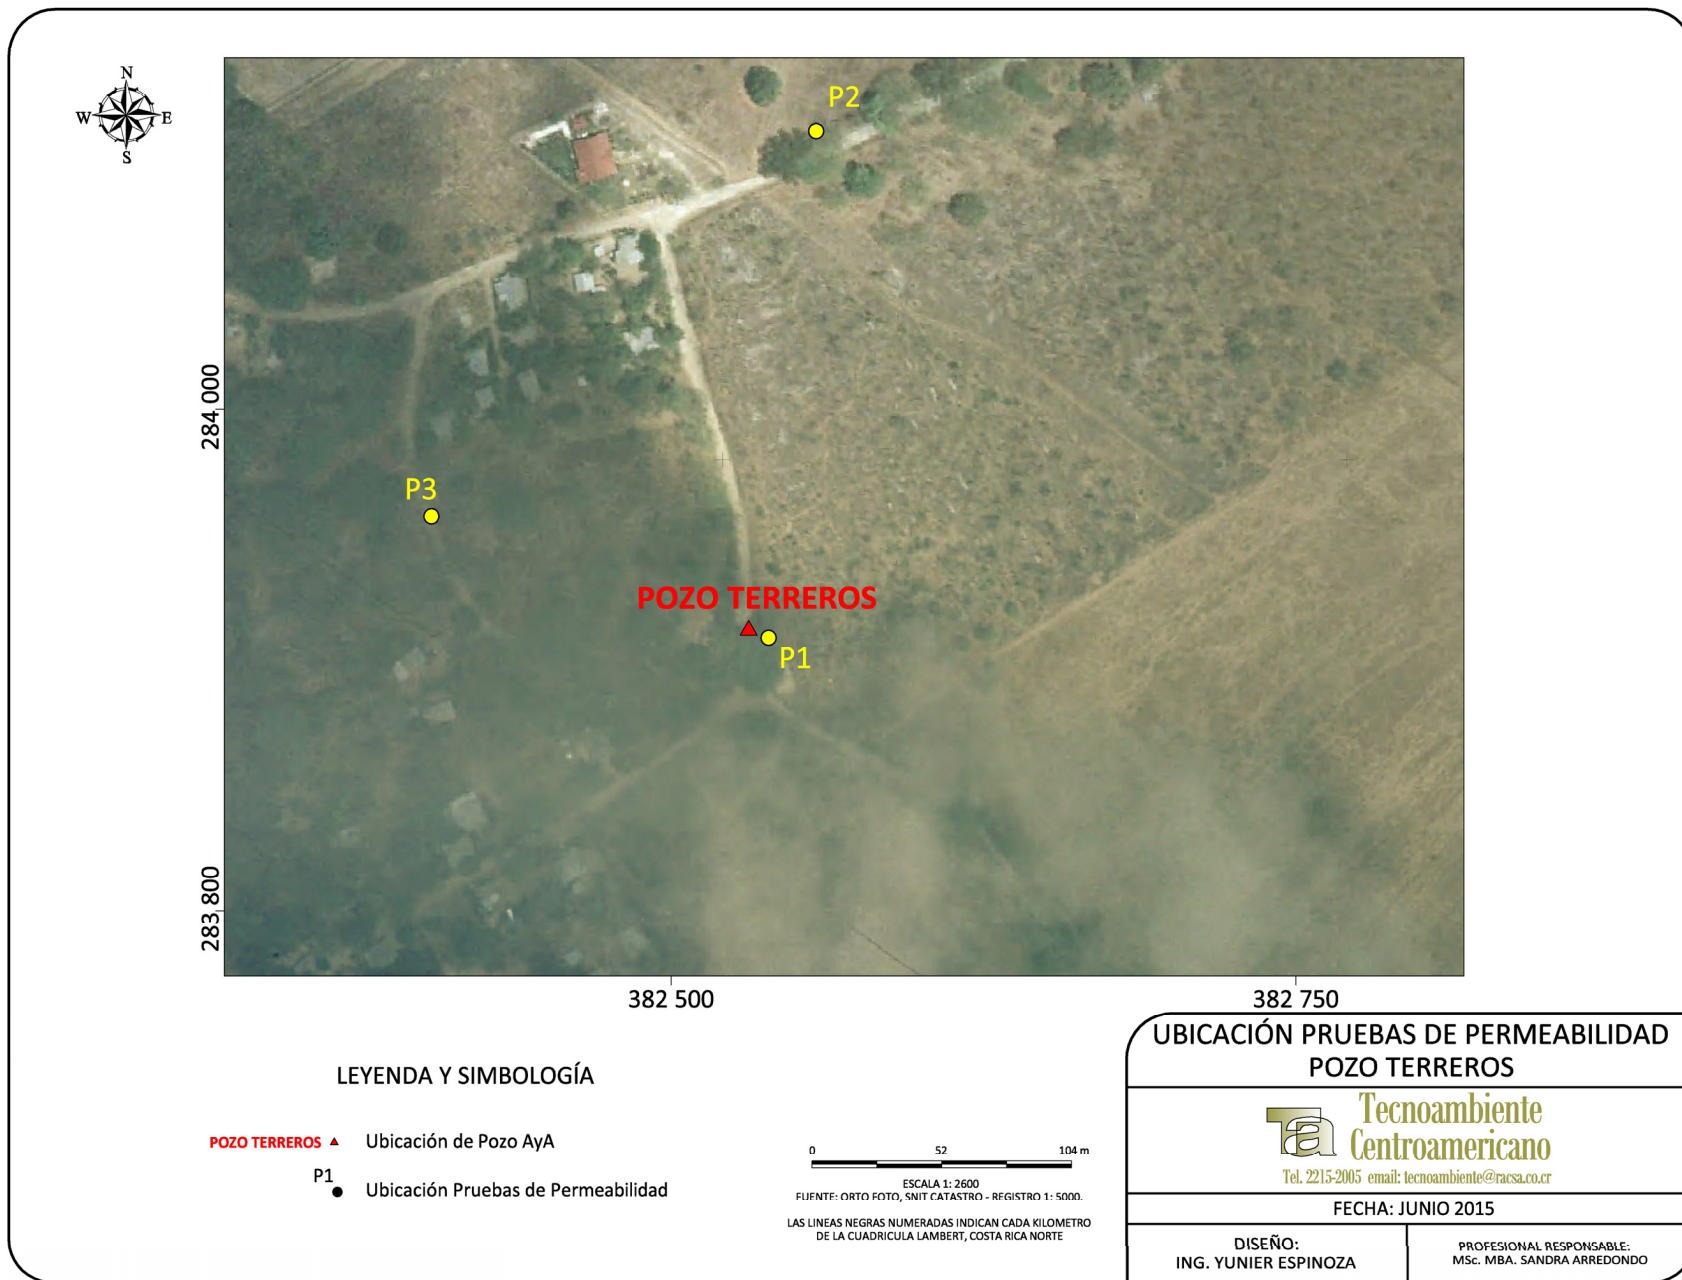 N
W E
S
P2
284 000
P3
POZO TERREROS
P1
283 800
382 500 382 750
LEYENDA Y SIMBOLOGÍA
POZO TERREROS Ubicación de Pozo AyA
P1 Ubicación Pruebas de Permeabilidad
0 52 104 m
ESCALA 1: 2600
FUENTE: ORTO FOTO, SNIT CATASTRO - REGISTRO 1: 5000.
LAS LINEAS NEGRAS NUMERADAS INDICAN CADA KILOMETRO
DE LA CUADRICULA LAMBERT, COSTA RICA NORTE
UBICACIÓN PRUEBAS DE PERMEABILIDAD
POZO TERREROS
Ta Tecnoambiente
Centroamericano
Tel. 2215-2005 email: tecnoambiente@racsa.co.cr
FECHA: JUNIO 2015
DISEÑO:
ING. YUNIER ESPINOZA
PROFESIONAL RESPONSABLE:
MSc. MBA. SANDRA ARREDONDO